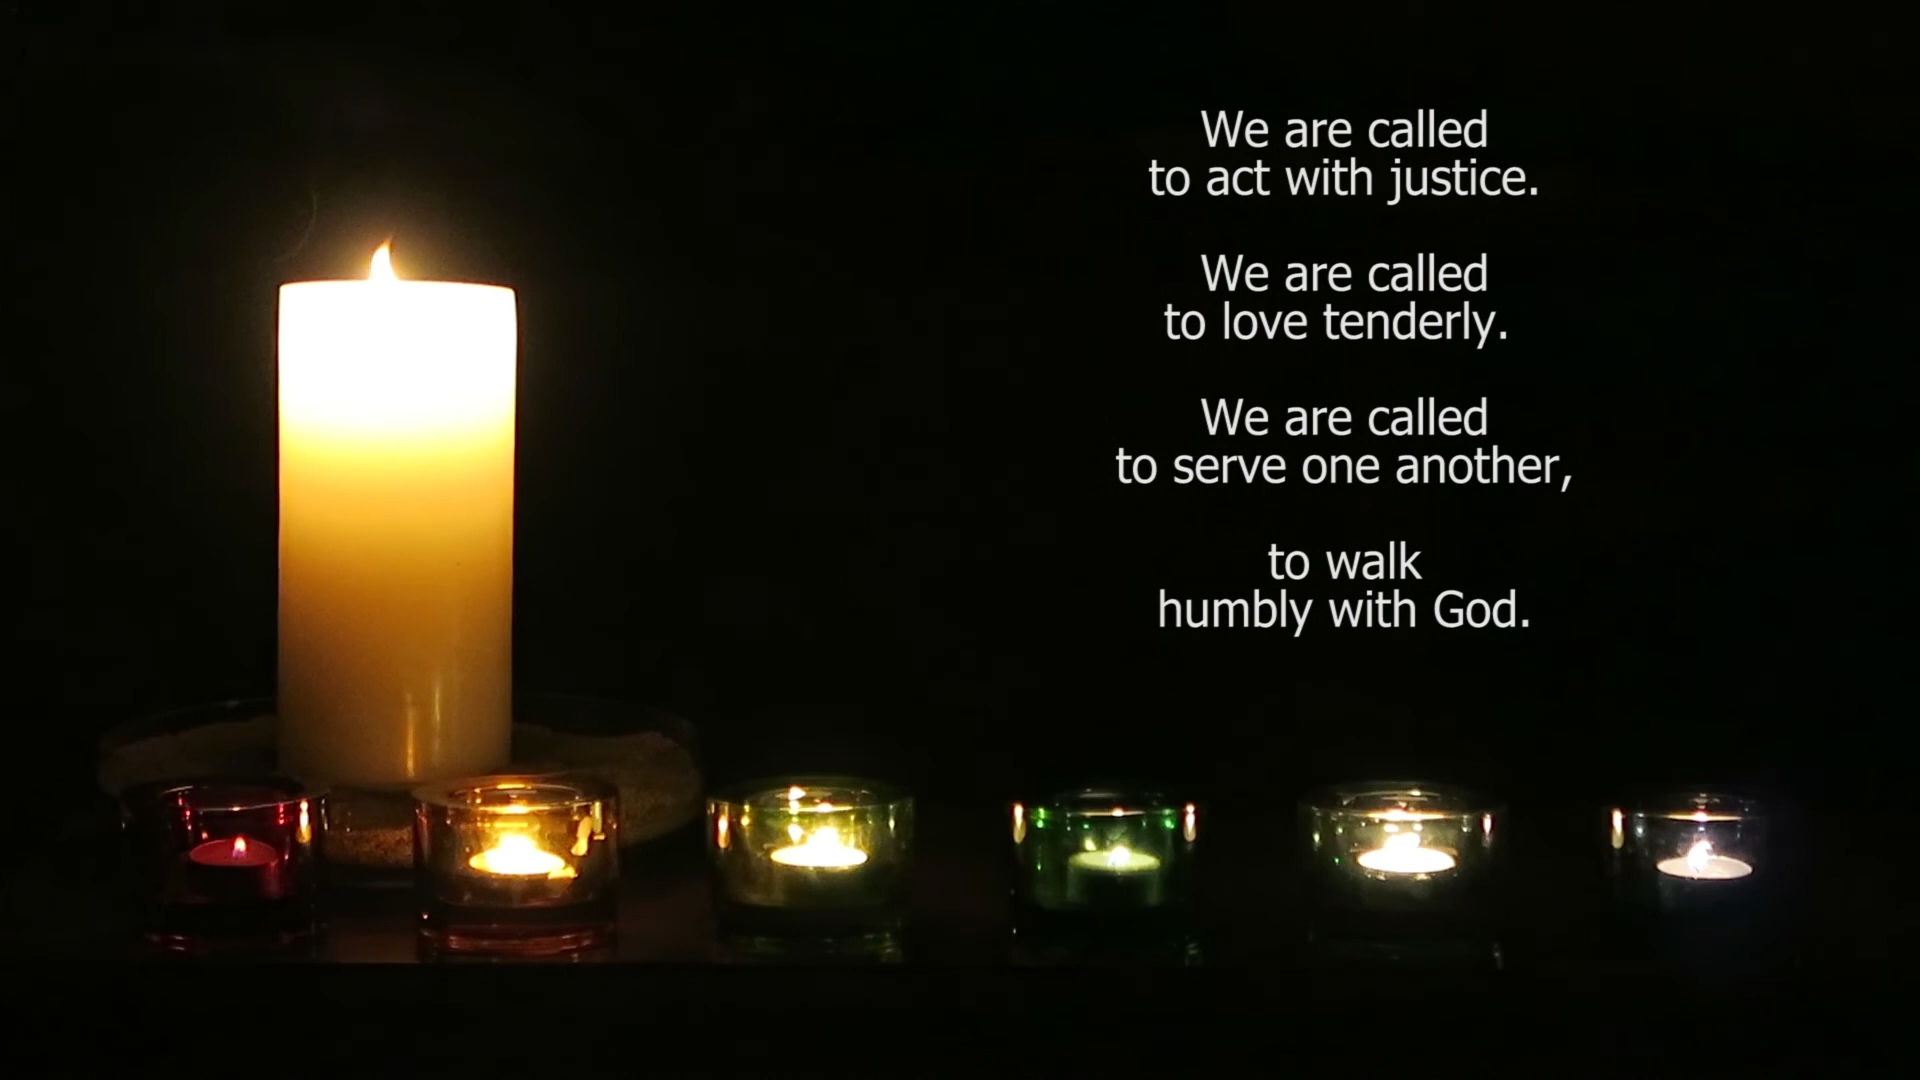 We are called
to act with justice.
We are called
to love tenderly.
We are called
to serve one another,
to walk
humbly with God.